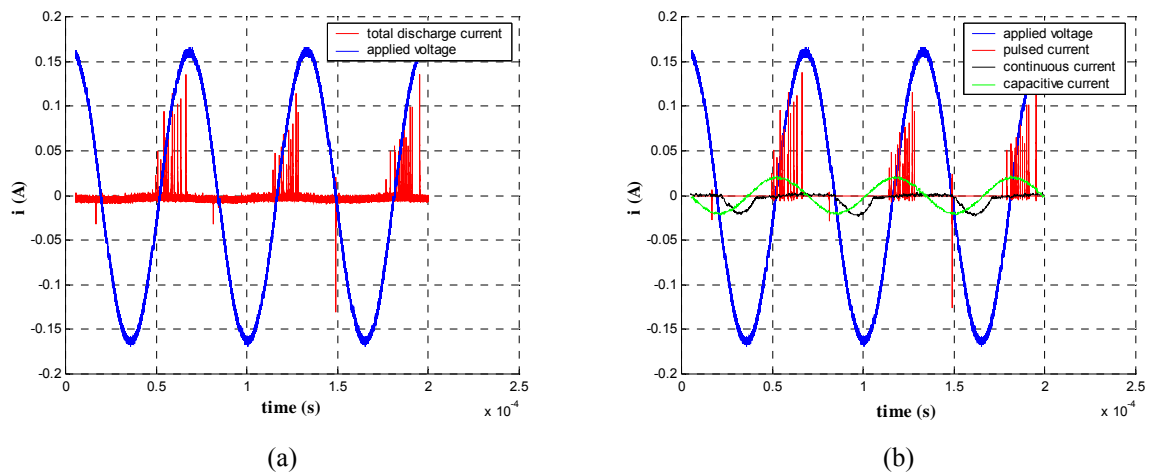 total discharge current
applied voltage
0.2
0.15
0.1
0.05
0
-0.05
-0.1
-0.15
-0.2
i (A)
0 0.5 1 1.5 2 2.5
time (s)
x 10⁻⁴
(a)
applied voltage
pulsed current
continuous current
capacitive current
0.2
0.15
0.1
0.05
0
-0.05
-0.1
-0.15
-0.2
i (A)
0 0.5 1 1.5 2 2.5
time (s)
x 10⁻⁴
(b)